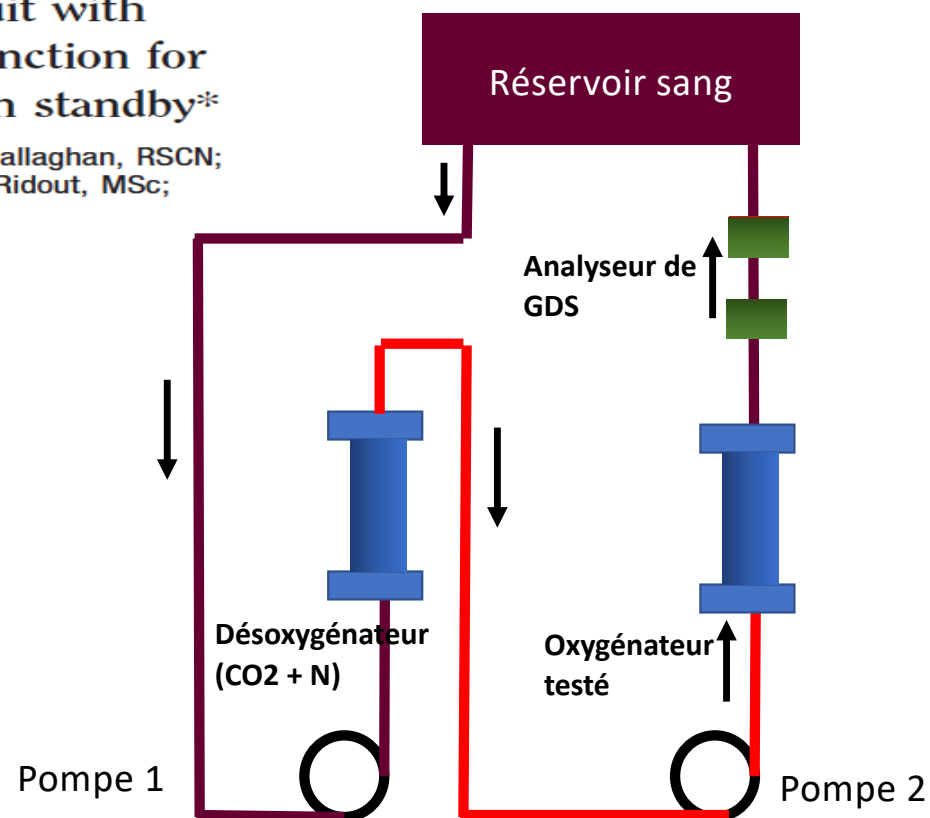 uit with
nction for
n standby*
allaghan, RSCN;
Ridout, MSc;
Réservoir sang
Analyseur de
GDS
Désoxygénateur
(CO2 + N)
Oxygénateur
testé
Pompe 1
Pompe 2